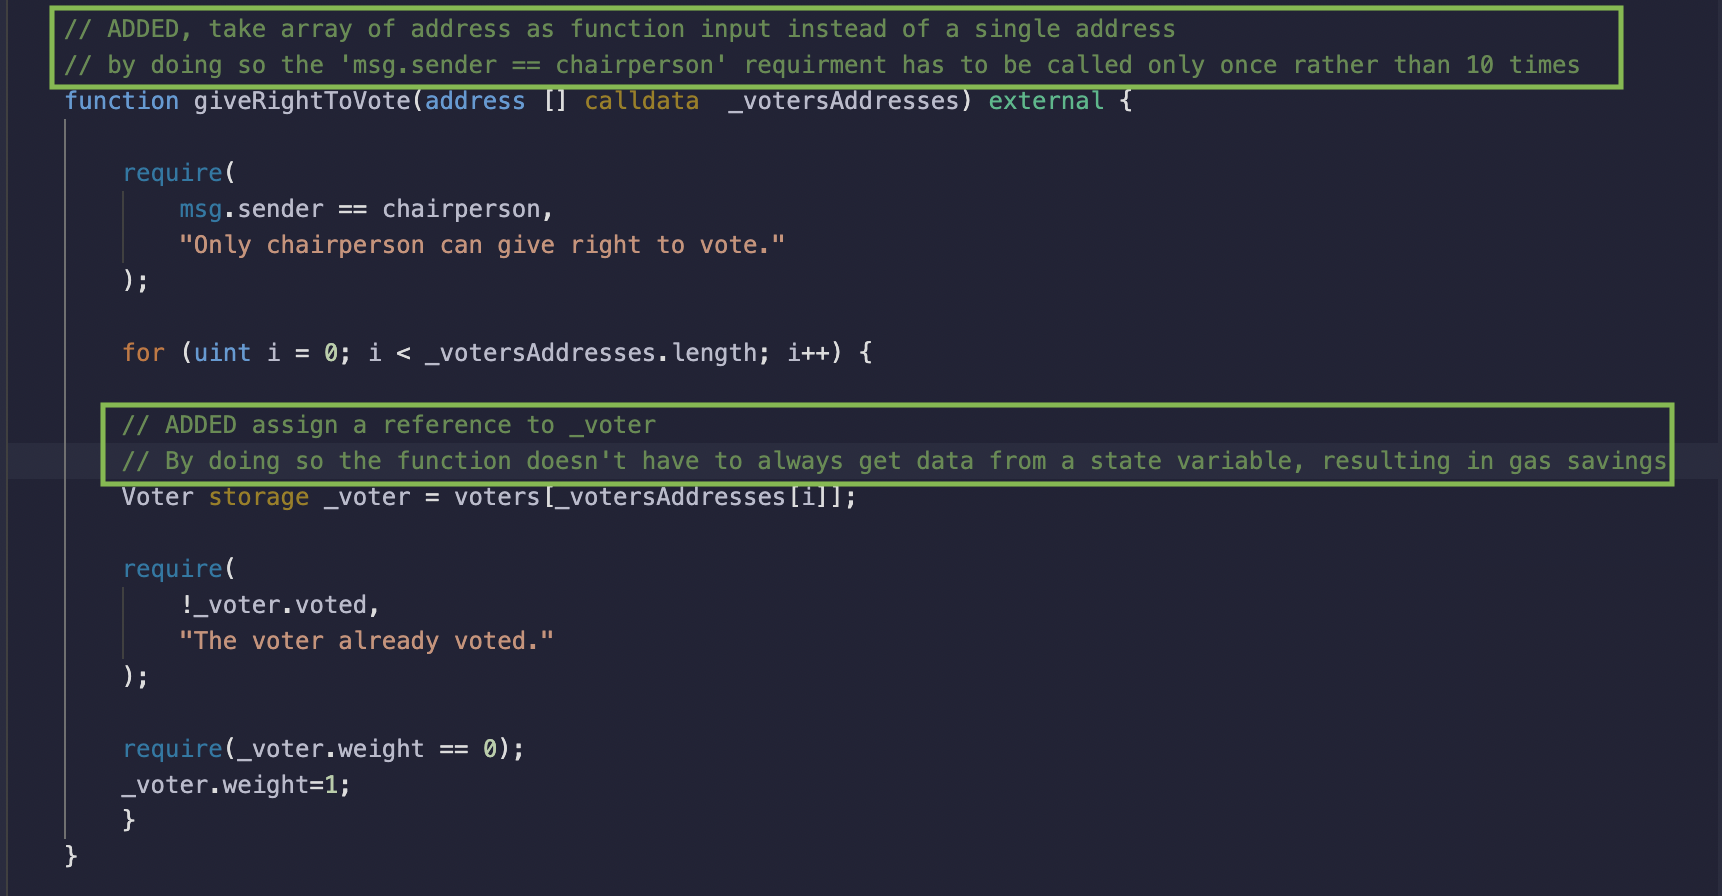 // ADDED, take array of address as function input instead of a single address
// by doing so the 'msg.sender == chairperson' requirment has to be called only once rather than 10 times
function giveRightToVote(address [] calldata  _votersAddresses) external {
require(
msg.sender == chairperson,
"Only chairperson can give right to vote."
);
for (uint i = 0; i < _votersAddresses.length; i++) {
// ADDED assign a reference to _voter
// By doing so the function doesn't have to always get data from a state variable, resulting in gas savings
Voter storage _voter = voters[_votersAddresses[i]];
require(
!_voter.voted,
"The voter already voted."
);
require(_voter.weight == 0);
_voter.weight=1;
}
}